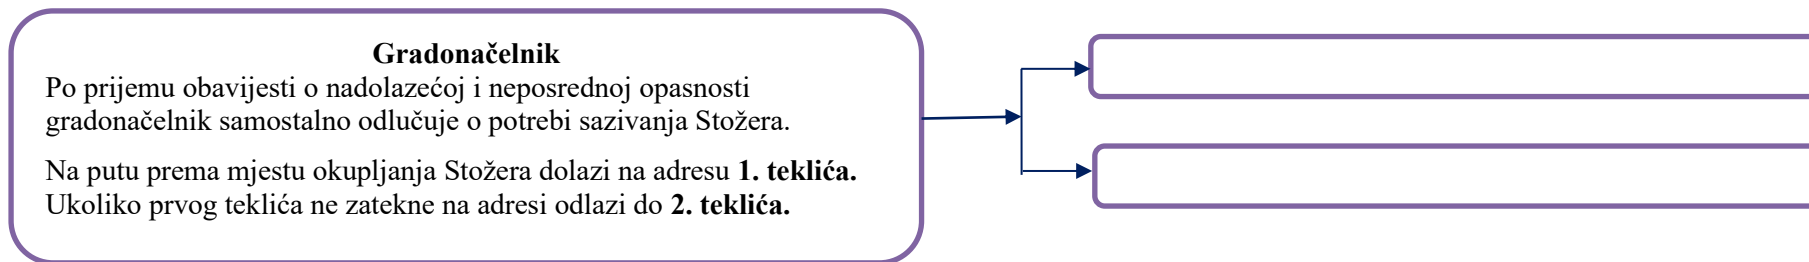 Gradonačelnik
Po prijemu obavijesti o nadolazećoj i neposrednoj opasnosti
gradonačelnik samostalno odlučuje o potrebi sazivanja Stožera.
Na putu prema mjestu okupljanja Stožera dolazi na adresu 1. teklića.
Ukoliko prvog teklića ne zatekne na adresi odlazi do 2. teklića.